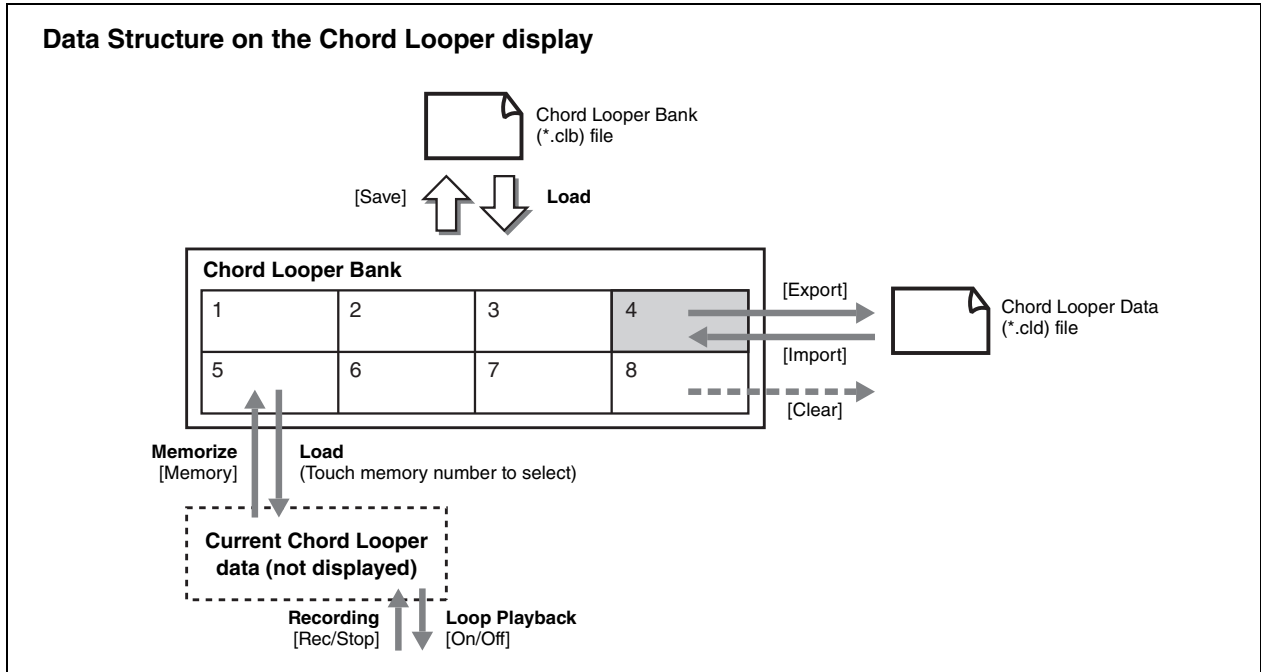 Data Structure on the Chord Looper display
Chord Looper Bank
(*.clb) file
[Save]
Load
Chord Looper Bank
1
2
3
4
[Export]
Chord Looper Data
(*.cld) file
[Import]
5
6
7
8
[Clear]
Memorize
[Memory]
Load
(Touch memory number to select)
Current Chord Looper
data (not displayed)
Recording
[Rec/Stop]
Loop Playback
[On/Off]